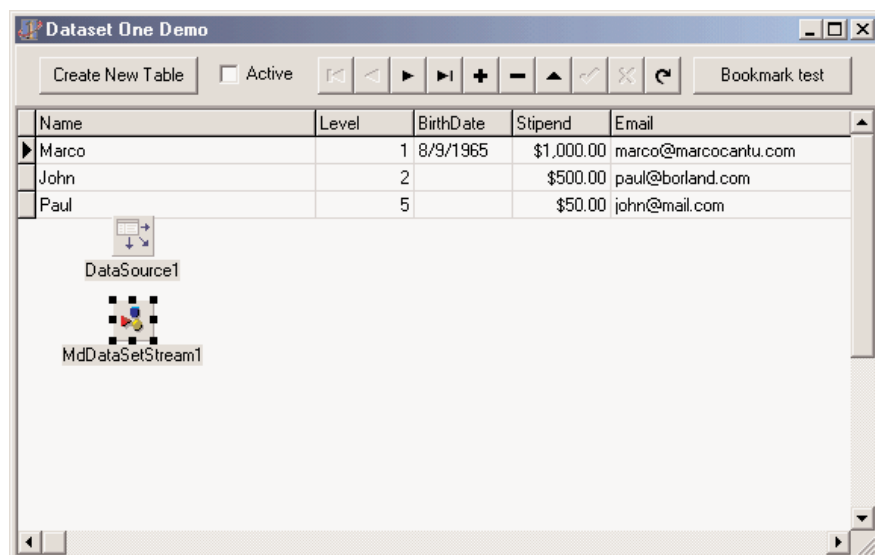 Dataset One Demo
Create New Table Active Bookmark test
Name Level BirthDate Stipend Email
Marco 1 8/9/1965 $1,000.00 marco@marcocantu.com
John 2 $500.00 paul@borland.com
Paul 5 $50.00 john@mail.com
DataSource1
MdDataSetStream1